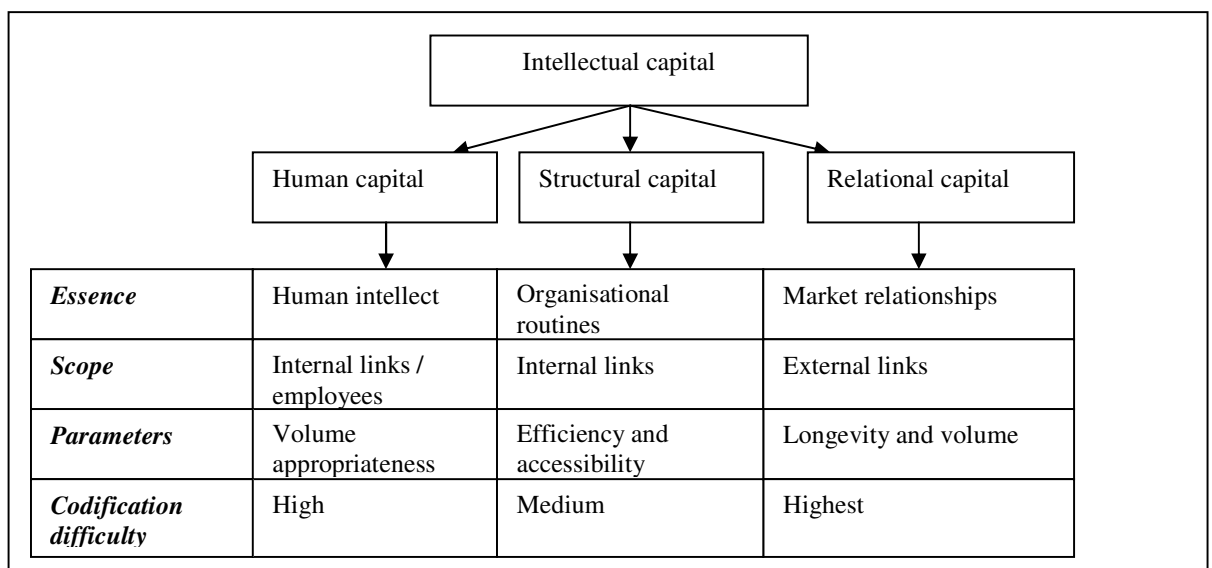 Intellectual capital
Human capital
Structural capital
Relational capital
Essence
Human intellect
Organisational
routines
Market relationships
Scope
Internal links /
employees
Internal links
External links
Parameters
Volume
appropriateness
Efficiency and
accessibility
Longevity and volume
Codification
difficulty
High
Medium
Highest